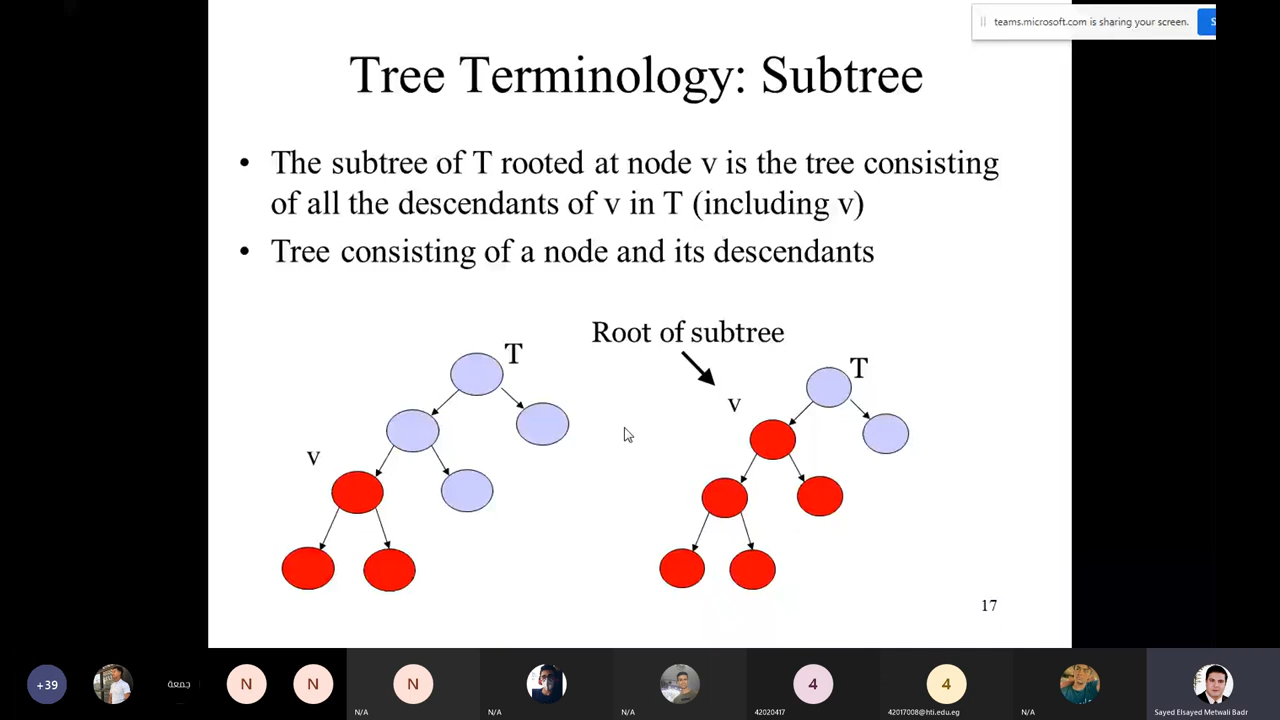 teams.microsoft.com is sharing your screen.
Tree Terminology: Subtree
• The subtree of T rooted at node v is the tree consisting
of all the descendants of v in T (including v)
• Tree consisting of a node and its descendants
Root of subtree
T
T
v
v
17
+39
جمعة
N
N
N
4
4
N/A
N/A
N/A
42020417
42017008@hti.edu.eg
N/A
Sayed Elsayed Metwali Badr